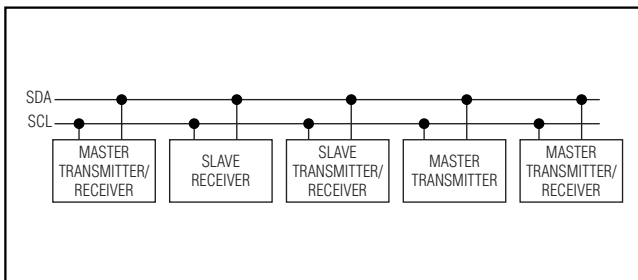 SDA
SCL
MASTER
TRANSMITTER/
RECEIVER
SLAVE
RECEIVER
SLAVE
TRANSMITTER/
RECEIVER
MASTER
TRANSMITTER
MASTER
TRANSMITTER/
RECEIVER